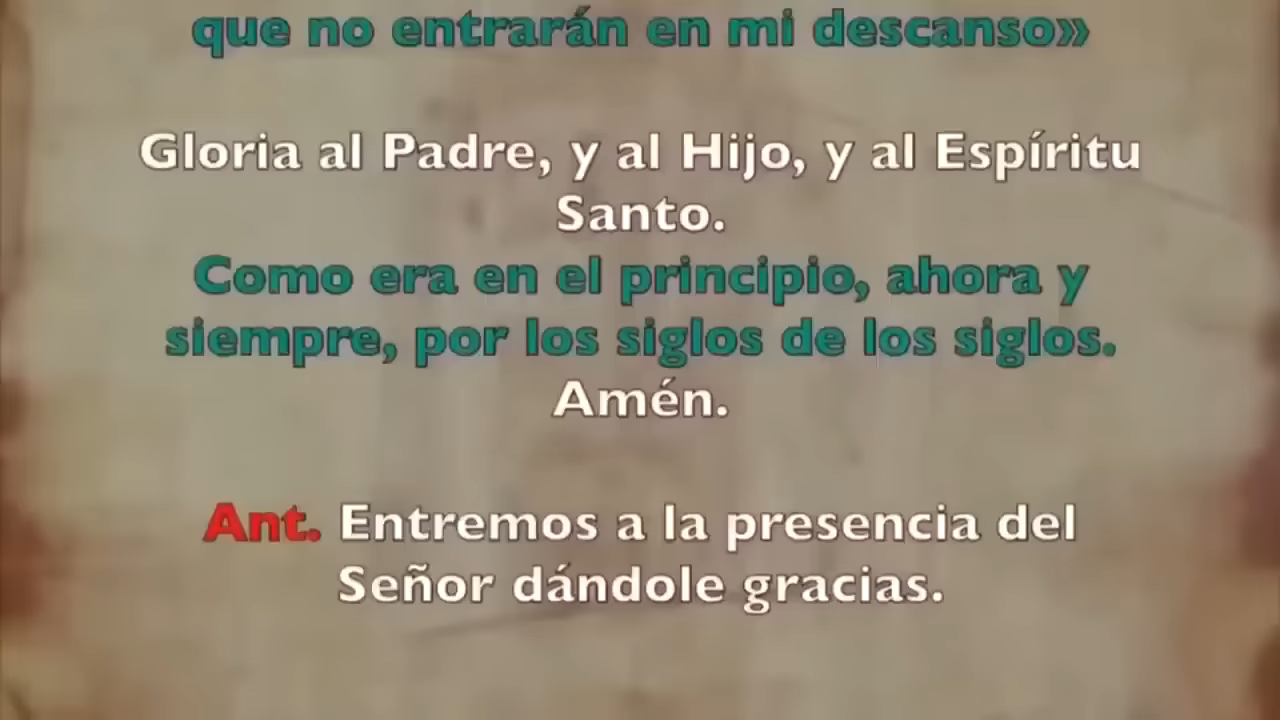 que no entrarán en mi descanso»
Gloria al Padre, y al Hijo, y al Espíritu
Santo.
Como era en el principio, ahora y
siempre, por los siglos de los siglos.
Amén.
Ant. Entremos a la presencia del
Señor dándole gracias.